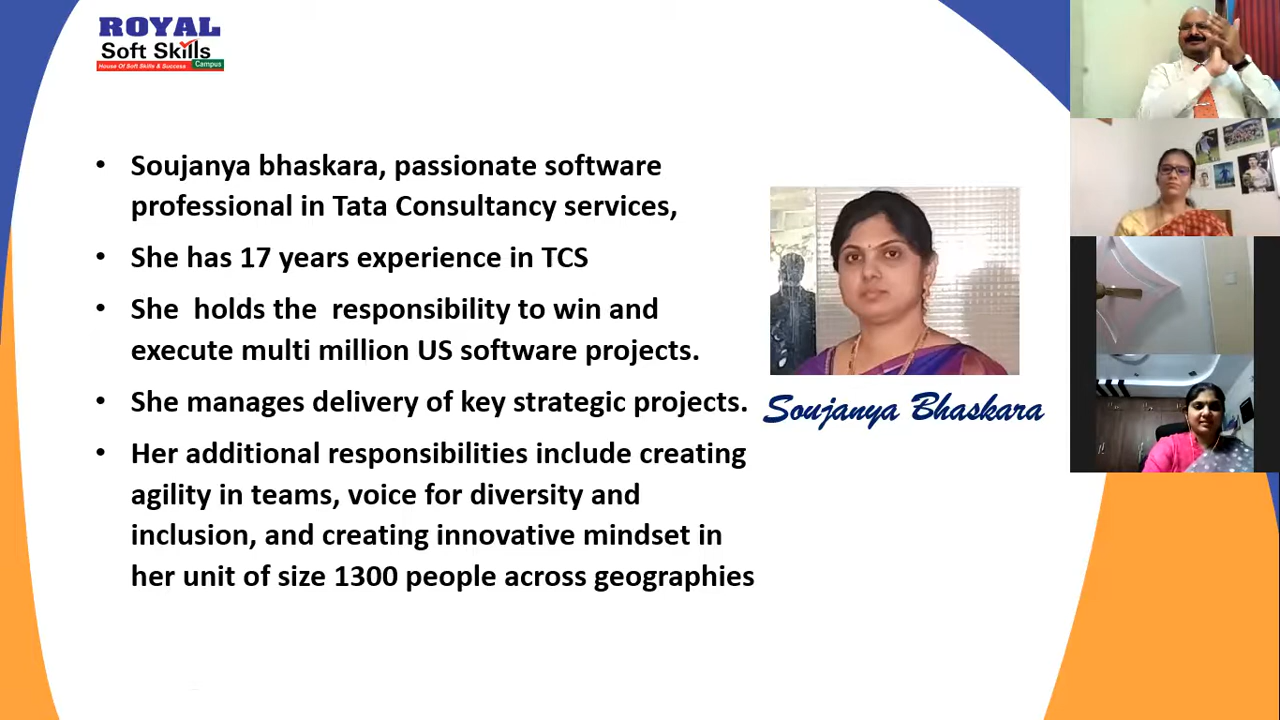 ROYAL
Soft Skills
House Of Soft Skills & Success
Campus
• Soujanya bhaskara, passionate software
professional in Tata Consultancy services,
• She has 17 years experience in TCS
• She holds the responsibility to win and
execute multi million US software projects.
• She manages delivery of key strategic projects.
• Her additional responsibilities include creating
agility in teams, voice for diversity and
inclusion, and creating innovative mindset in
her unit of size 1300 people across geographies
Soujanya Bhaskara